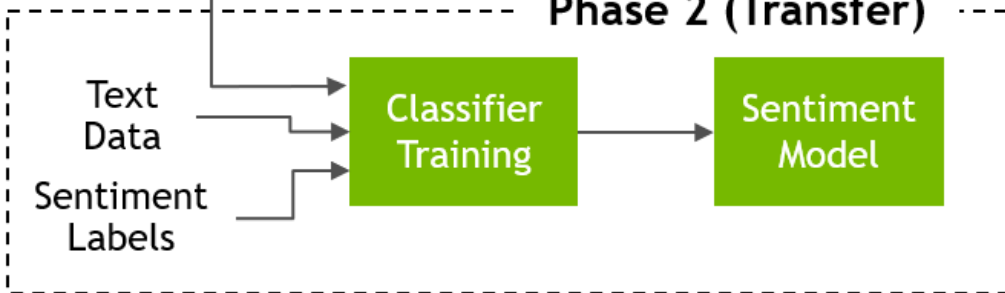 Phase 2 (Transfer)
Text
Data
Classifier
Training
Sentiment
Model
Sentiment
Labels